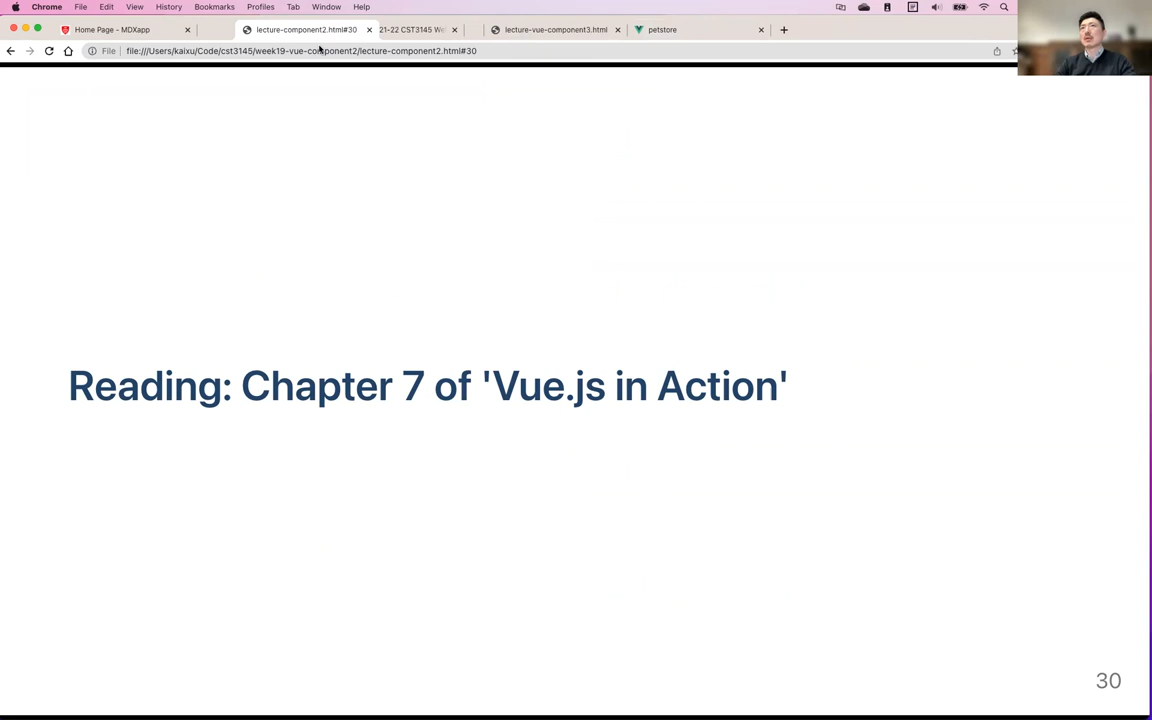 Chrome File Edit View History Bookmarks Profiles Tab Window Help
Home Page - MDXapp
lecture-component2.html#30
21-22 CST3145 We
lecture-vue-component3.html
petstore
File file:///Users/kaixu/Code/cst3145/week19-vue-component2/lecture-component2.html#30
Reading: Chapter 7 of 'Vue.js in Action'
30